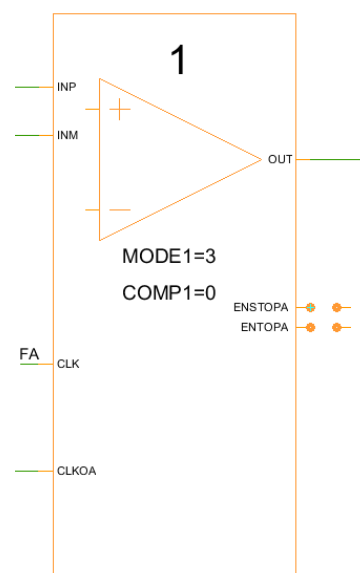 1
INP
INM
OUT
MODE1=3
COMP1=0
ENSTOPA
ENTOPA
FA
CLK
CLKOA